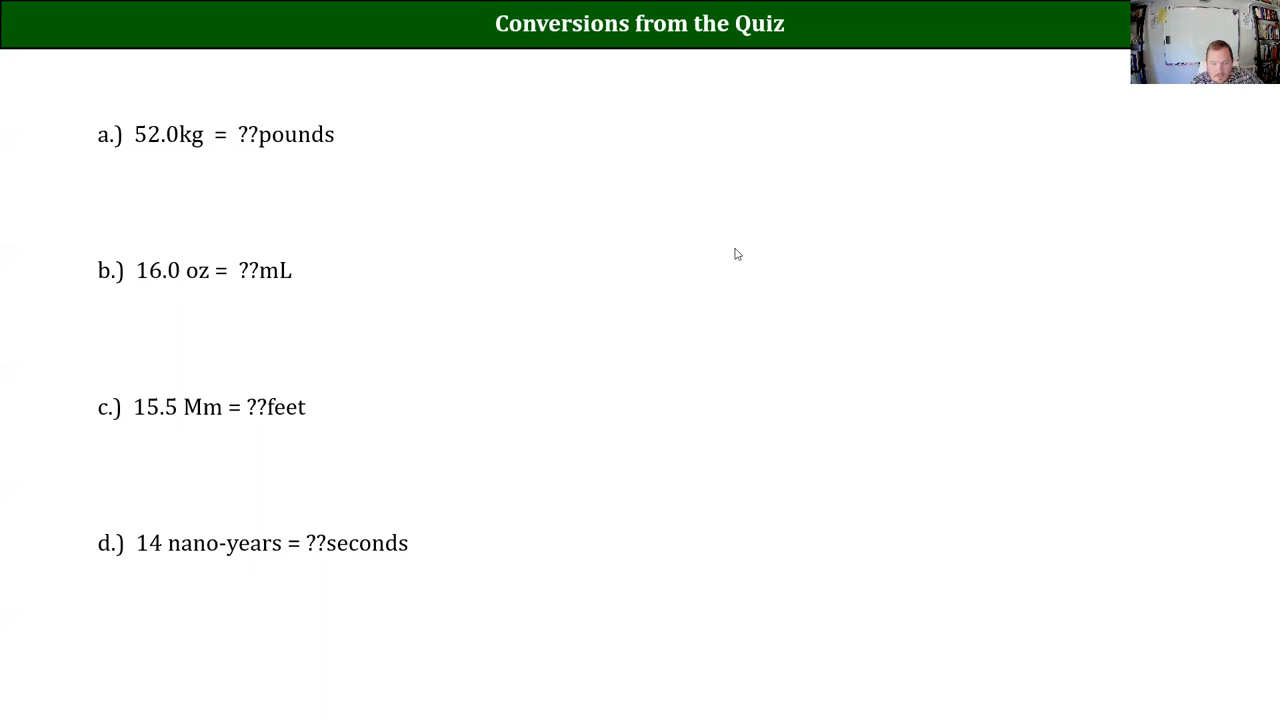 Conversions from the Quiz
a.) 52.0kg = ??pounds
b.) 16.0 oz = ??mL
c.) 15.5 Mm = ??feet
d.) 14 nano-years = ??seconds